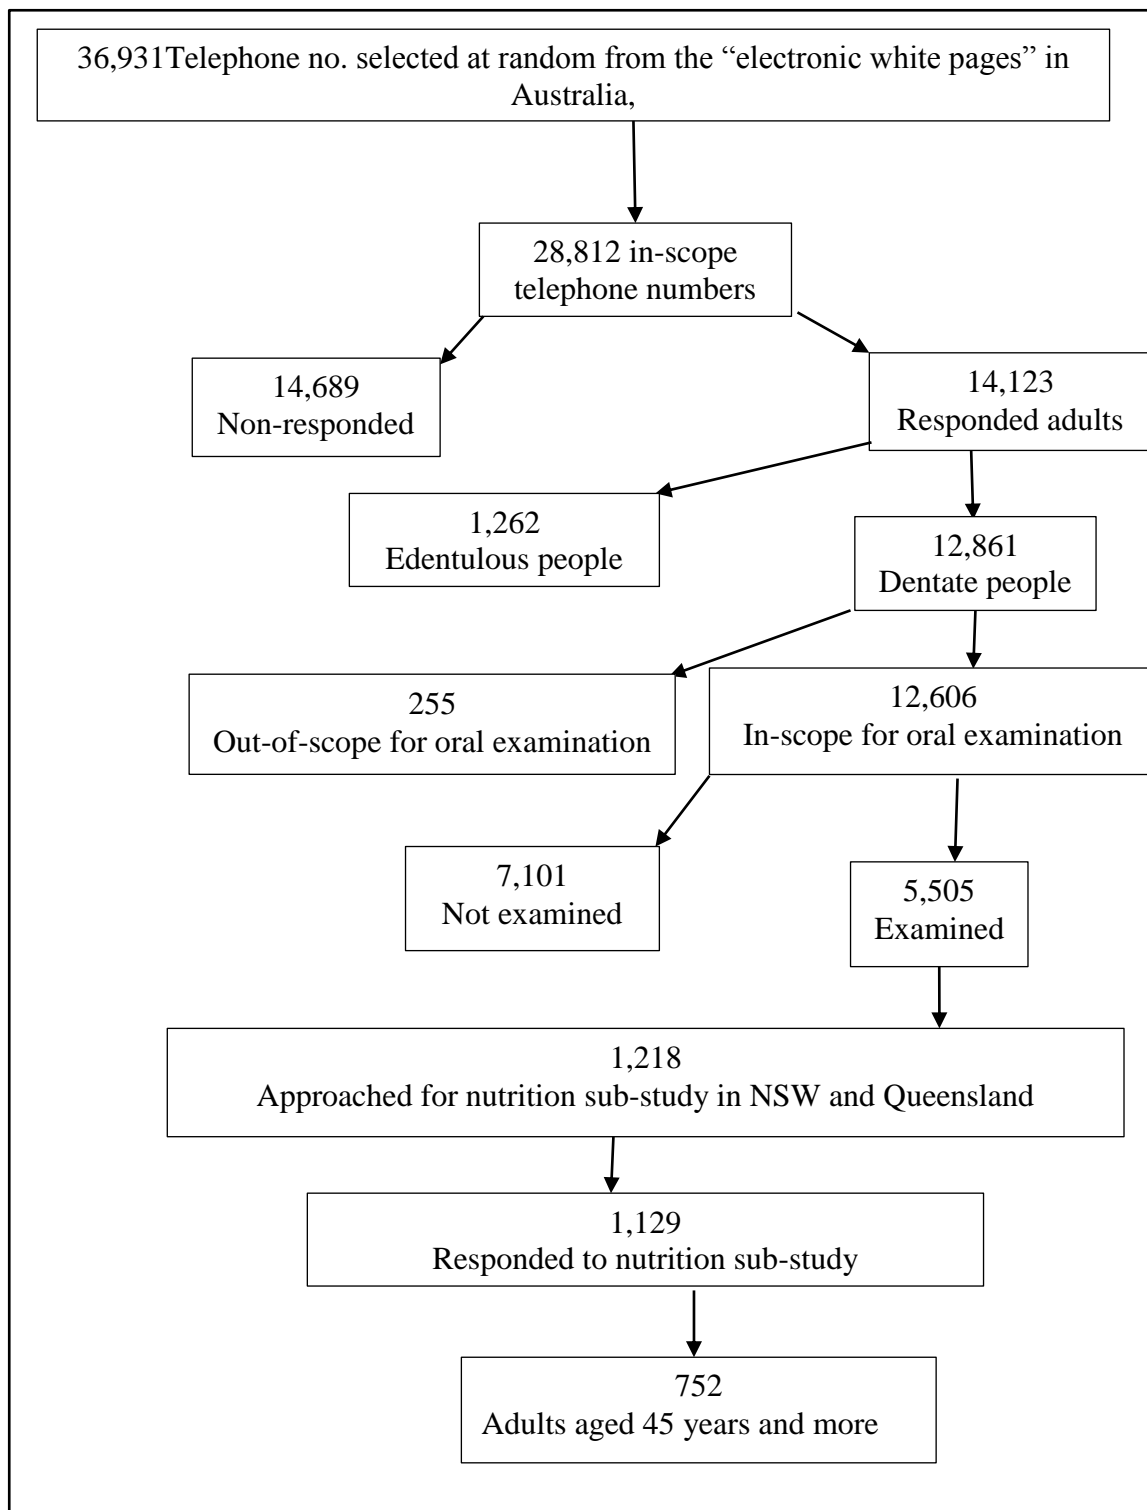 36,931Telephone no. selected at random from the “electronic white pages” in
Australia,
28,812 in-scope
telephone numbers
14,689
Non-responded
14,123
Responded adults
1,262
Edentulous people
12,861
Dentate people
255
Out-of-scope for oral examination
12,606
In-scope for oral examination
7,101
Not examined
5,505
Examined
1,218
Approached for nutrition sub-study in NSW and Queensland
1,129
Responded to nutrition sub-study
752
Adults aged 45 years and more